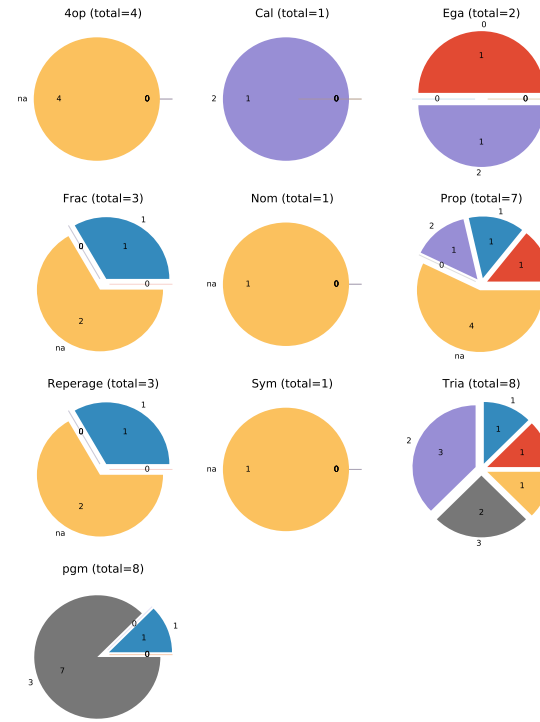 4op (total=4)
na
4
0
Cal (total=1)
2
1
0
Ega (total=2)
0
1
0
0
1
2
Frac (total=3)
1
0
1
0
2
na
Nom (total=1)
na
1
0
Prop (total=7)
1
2
1
1
1
0
4
na
Reperage (total=3)
1
0
1
0
2
na
Sym (total=1)
na
1
0
Tria (total=8)
1
2
1
3
1
1
2
3
pgm (total=8)
0
1
1
0
7
3